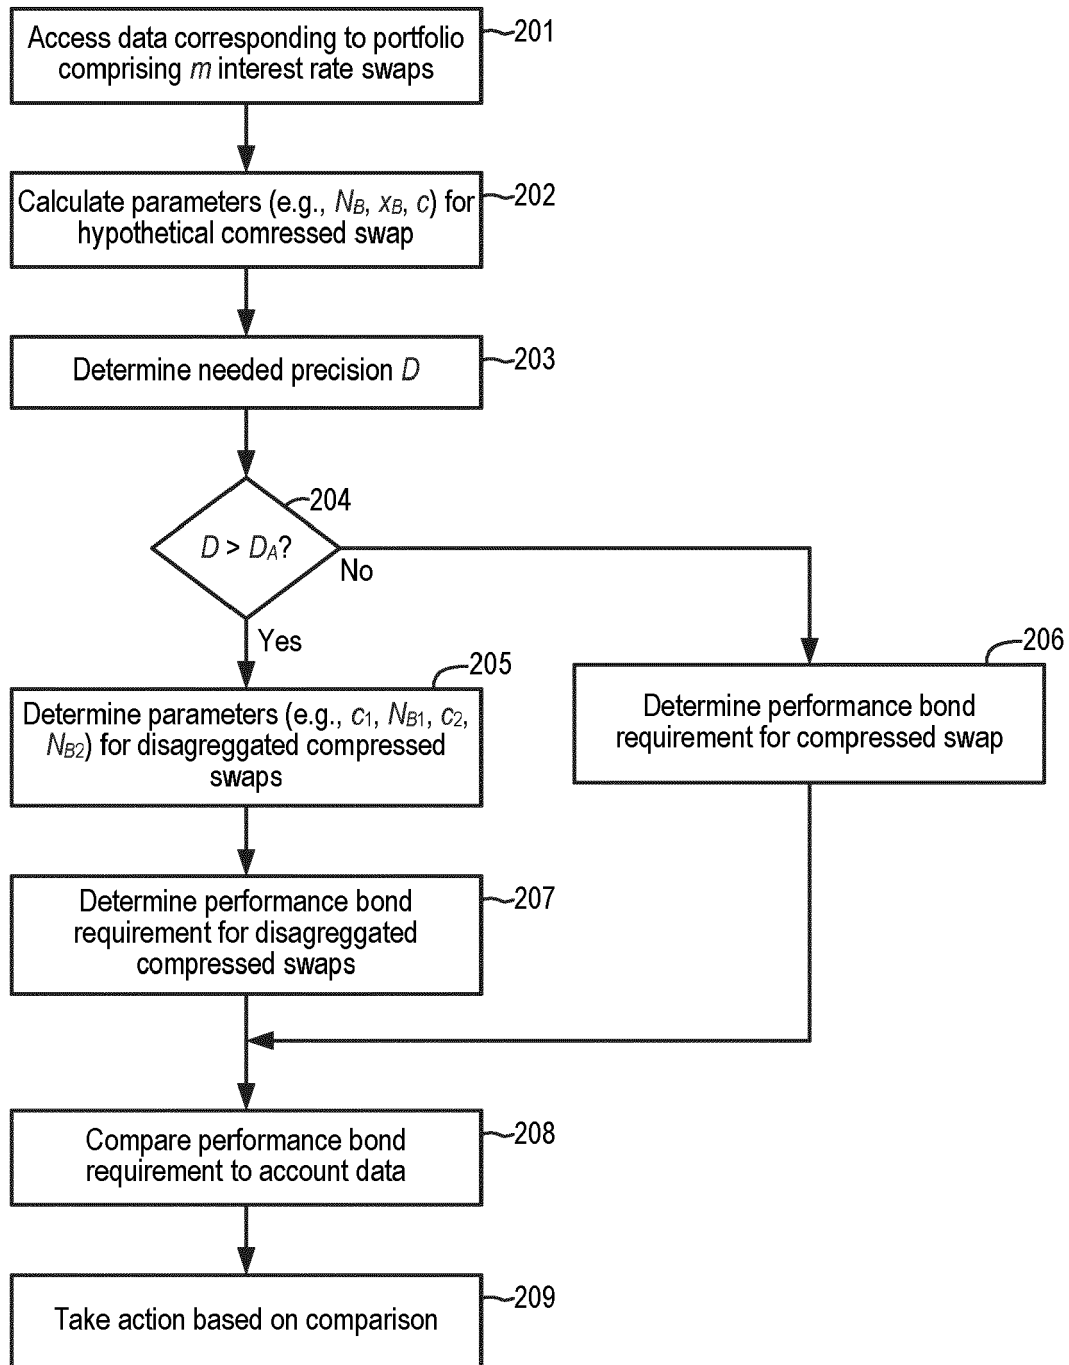 Access data corresponding to portfolio
comprising m interest rate swaps
201
Calculate parameters (e.g., NB, xB, c) for
hypothetical comressed swap
202
Determine needed precision D
203
204
D > DA?
No
Yes
205
Determine parameters (e.g., c1, NB1, c2,
NB2) for disagreggated compressed
swaps
206
Determine performance bond
requirement for compressed swap
Determine performance bond
requirement for disagreggated
compressed swaps
207
Compare performance bond
requirement to account data
208
Take action based on comparison
209